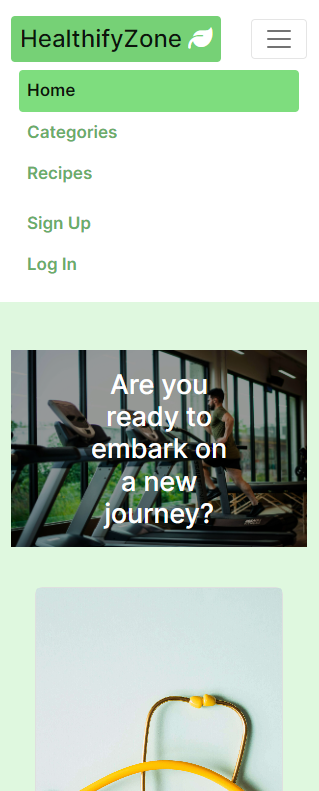 HealthifyZone
Home
Categories
Recipes
Sign Up
Log In
Are you
ready to
embark on
a new
journey?